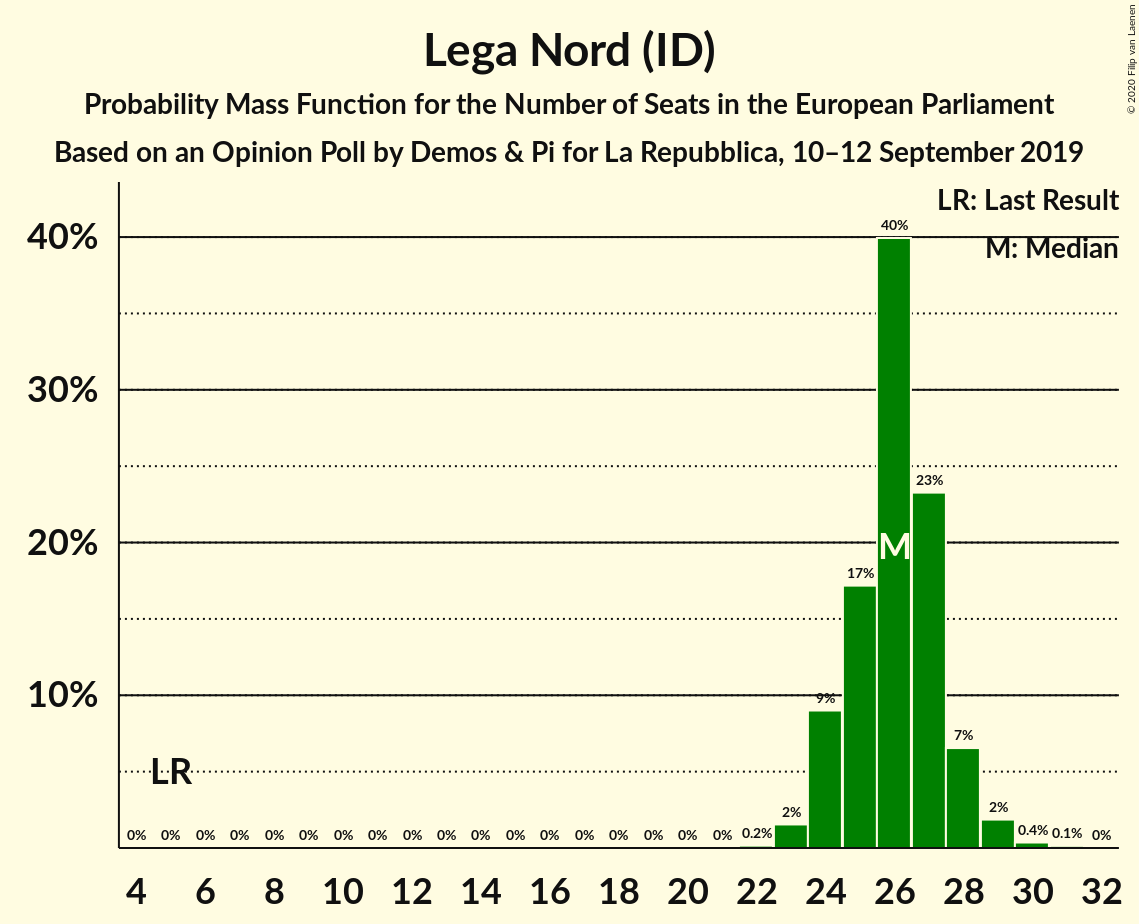 Lega Nord (ID)
Probability Mass Function for the Number of Seats in the European Parliament
Based on an Opinion Poll by Demos & Pi for La Repubblica, 10–12 September 2019
© 2020 Filip van Laenen
LR: Last Result
M: Median
40%
30%
20%
10%
40%
23%
M
17%
9%
7%
LR
0% 0% 0% 0% 0% 0% 0% 0% 0% 0% 0% 0% 0% 0% 0% 0% 0% 0% 0.2% 2% 2% 0.4% 0.1% 0%
4 6 8 10 12 14 16 18 20 22 24 26 28 30 32